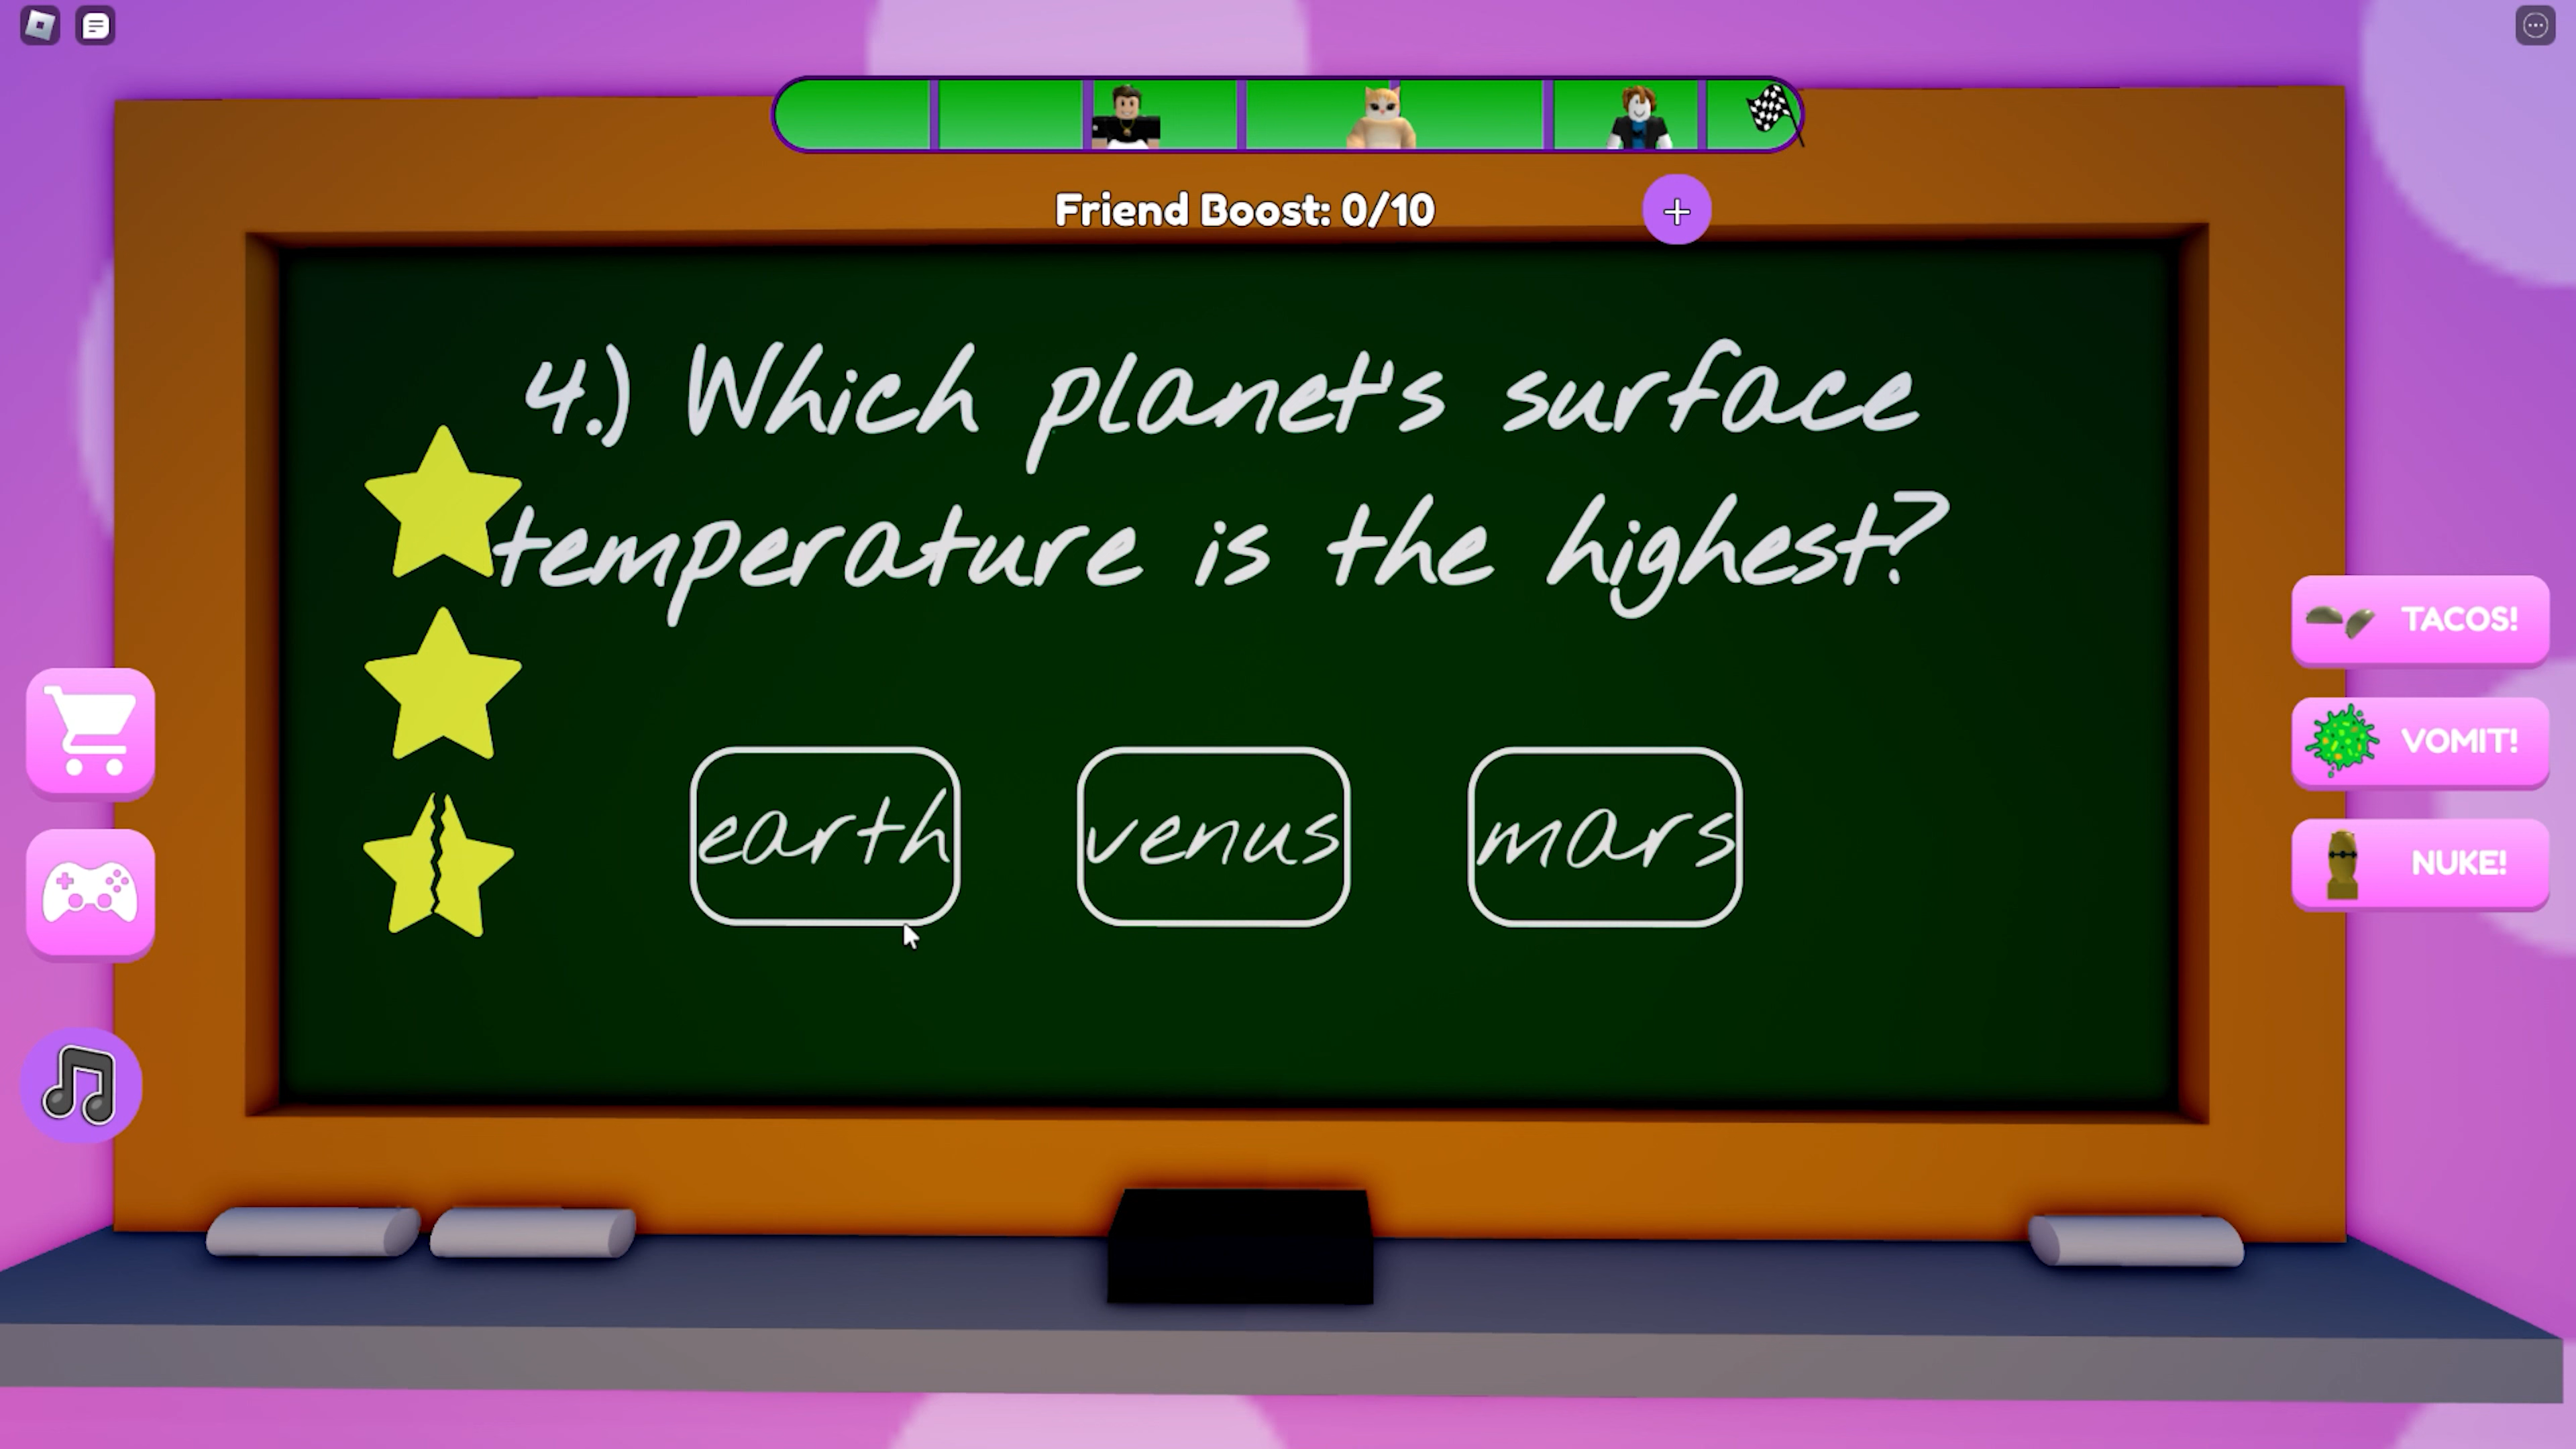 Friend Boost: 0/10
+
4.) Which planet's surface
temperature is the highest?
earth
venus
mars
TACOS!
VOMIT!
NUKE!